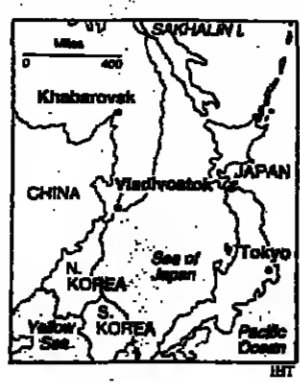 SAKHALIN I.
Miles
0 400
Khabarovsk
JAPAN
CHINA
Vladivostok
Sea of
Japan
Tokyo
N.
KOREA
S.
KOREA
Yellow
Sea
Pacific
Ocean
IHT